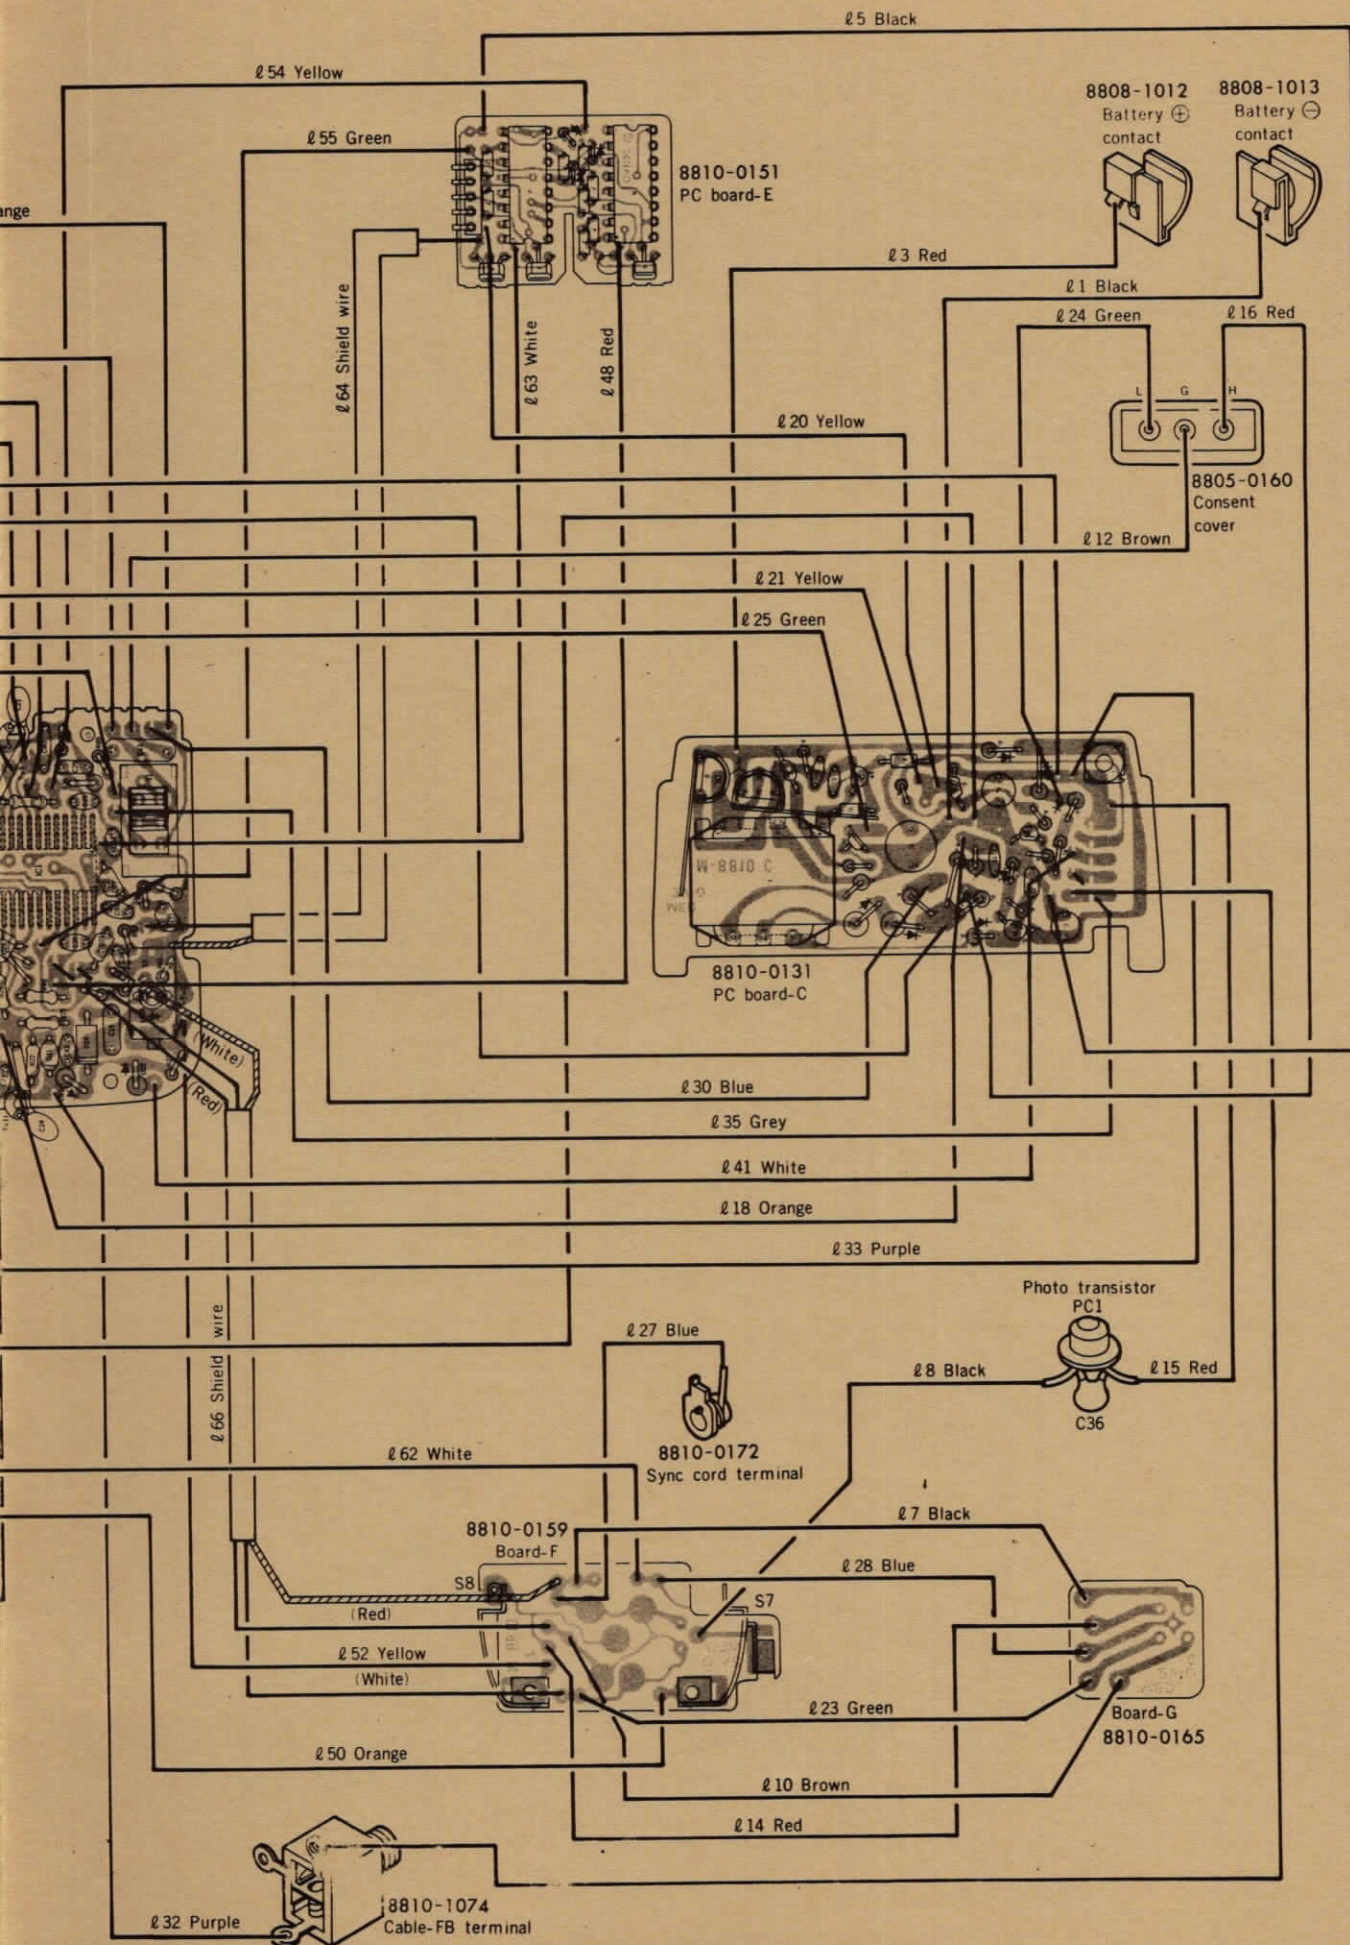 ℓ5 Black
ℓ54 Yellow
8808-1012
Battery ⊕
contact
8808-1013
Battery ⊖
contact
ℓ55 Green
8810-0151
PC board-E
ange
ℓ3 Red
ℓ1 Black
ℓ24 Green
ℓ16 Red
ℓ64 Shield wire
ℓ63 White
ℓ48 Red
L G H
ℓ20 Yellow
8805-0160
Consent
cover
ℓ12 Brown
ℓ21 Yellow
ℓ25 Green
M-8810 C
8810-0131
PC board-C
(White)
(Red)
ℓ30 Blue
ℓ35 Grey
ℓ41 White
ℓ18 Orange
ℓ33 Purple
Photo transistor
PC1
ℓ66 Shield wire
ℓ27 Blue
ℓ8 Black
ℓ15 Red
C36
ℓ62 White
8810-0172
Sync cord terminal
ℓ7 Black
8810-0159
Board-F
ℓ28 Blue
S8
S7
(Red)
ℓ52 Yellow
(White)
ℓ23 Green
Board-G
8810-0165
ℓ50 Orange
ℓ10 Brown
ℓ14 Red
8810-1074
Cable-FB terminal
ℓ32 Purple